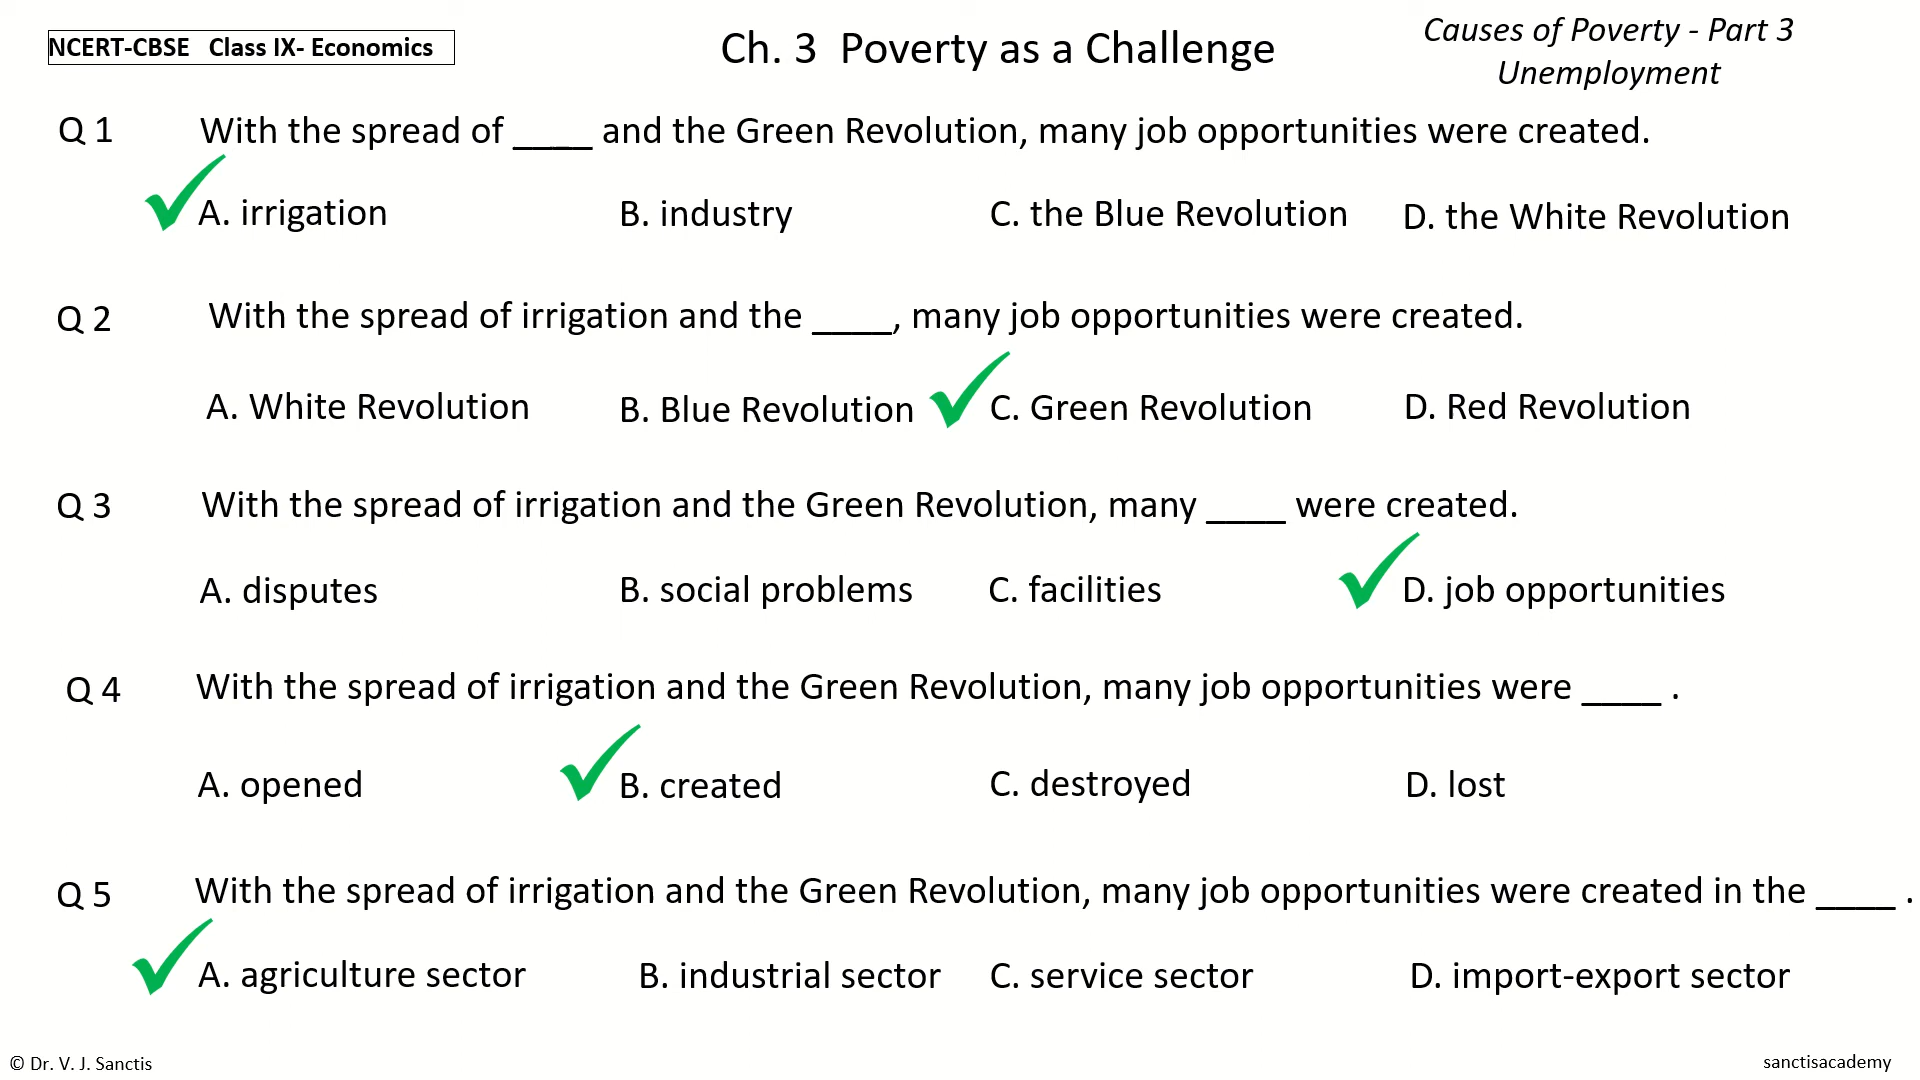 NCERT-CBSE Class IX- Economics
Ch. 3 Poverty as a Challenge
Causes of Poverty - Part 3
Unemployment
Q 1 With the spread of ____ and the Green Revolution, many job opportunities were created.
A. irrigation B. industry C. the Blue Revolution D. the White Revolution
Q 2 With the spread of irrigation and the ____, many job opportunities were created.
A. White Revolution B. Blue Revolution C. Green Revolution D. Red Revolution
Q 3 With the spread of irrigation and the Green Revolution, many ____ were created.
A. disputes B. social problems C. facilities D. job opportunities
Q 4 With the spread of irrigation and the Green Revolution, many job opportunities were ____ .
A. opened B. created C. destroyed D. lost
Q 5 With the spread of irrigation and the Green Revolution, many job opportunities were created in the ____ .
A. agriculture sector B. industrial sector C. service sector D. import-export sector
© Dr. V. J. Sanctis
sanctisacademy